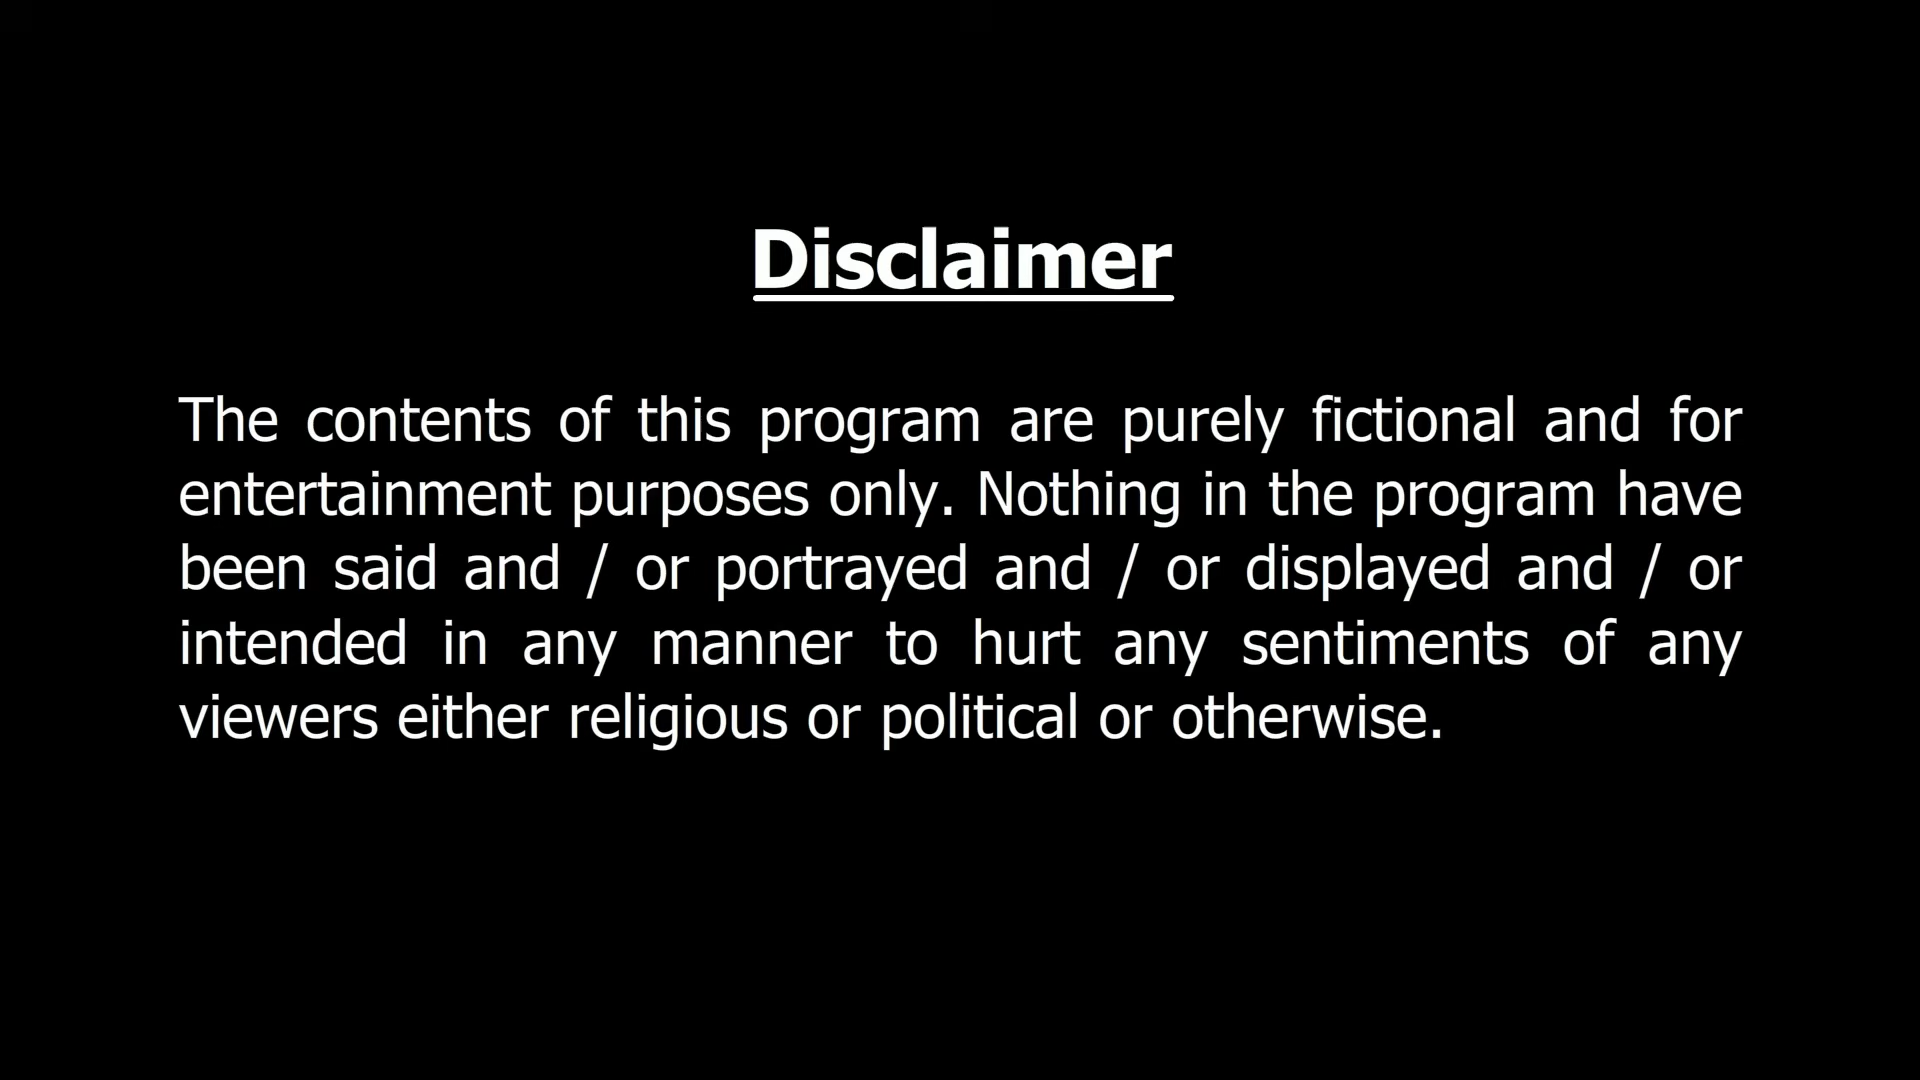 Disclaimer
The contents of this program are purely fictional and for
entertainment purposes only. Nothing in the program have
been said and / or portrayed and / or displayed and / or
intended in any manner to hurt any sentiments of any
viewers either religious or political or otherwise.